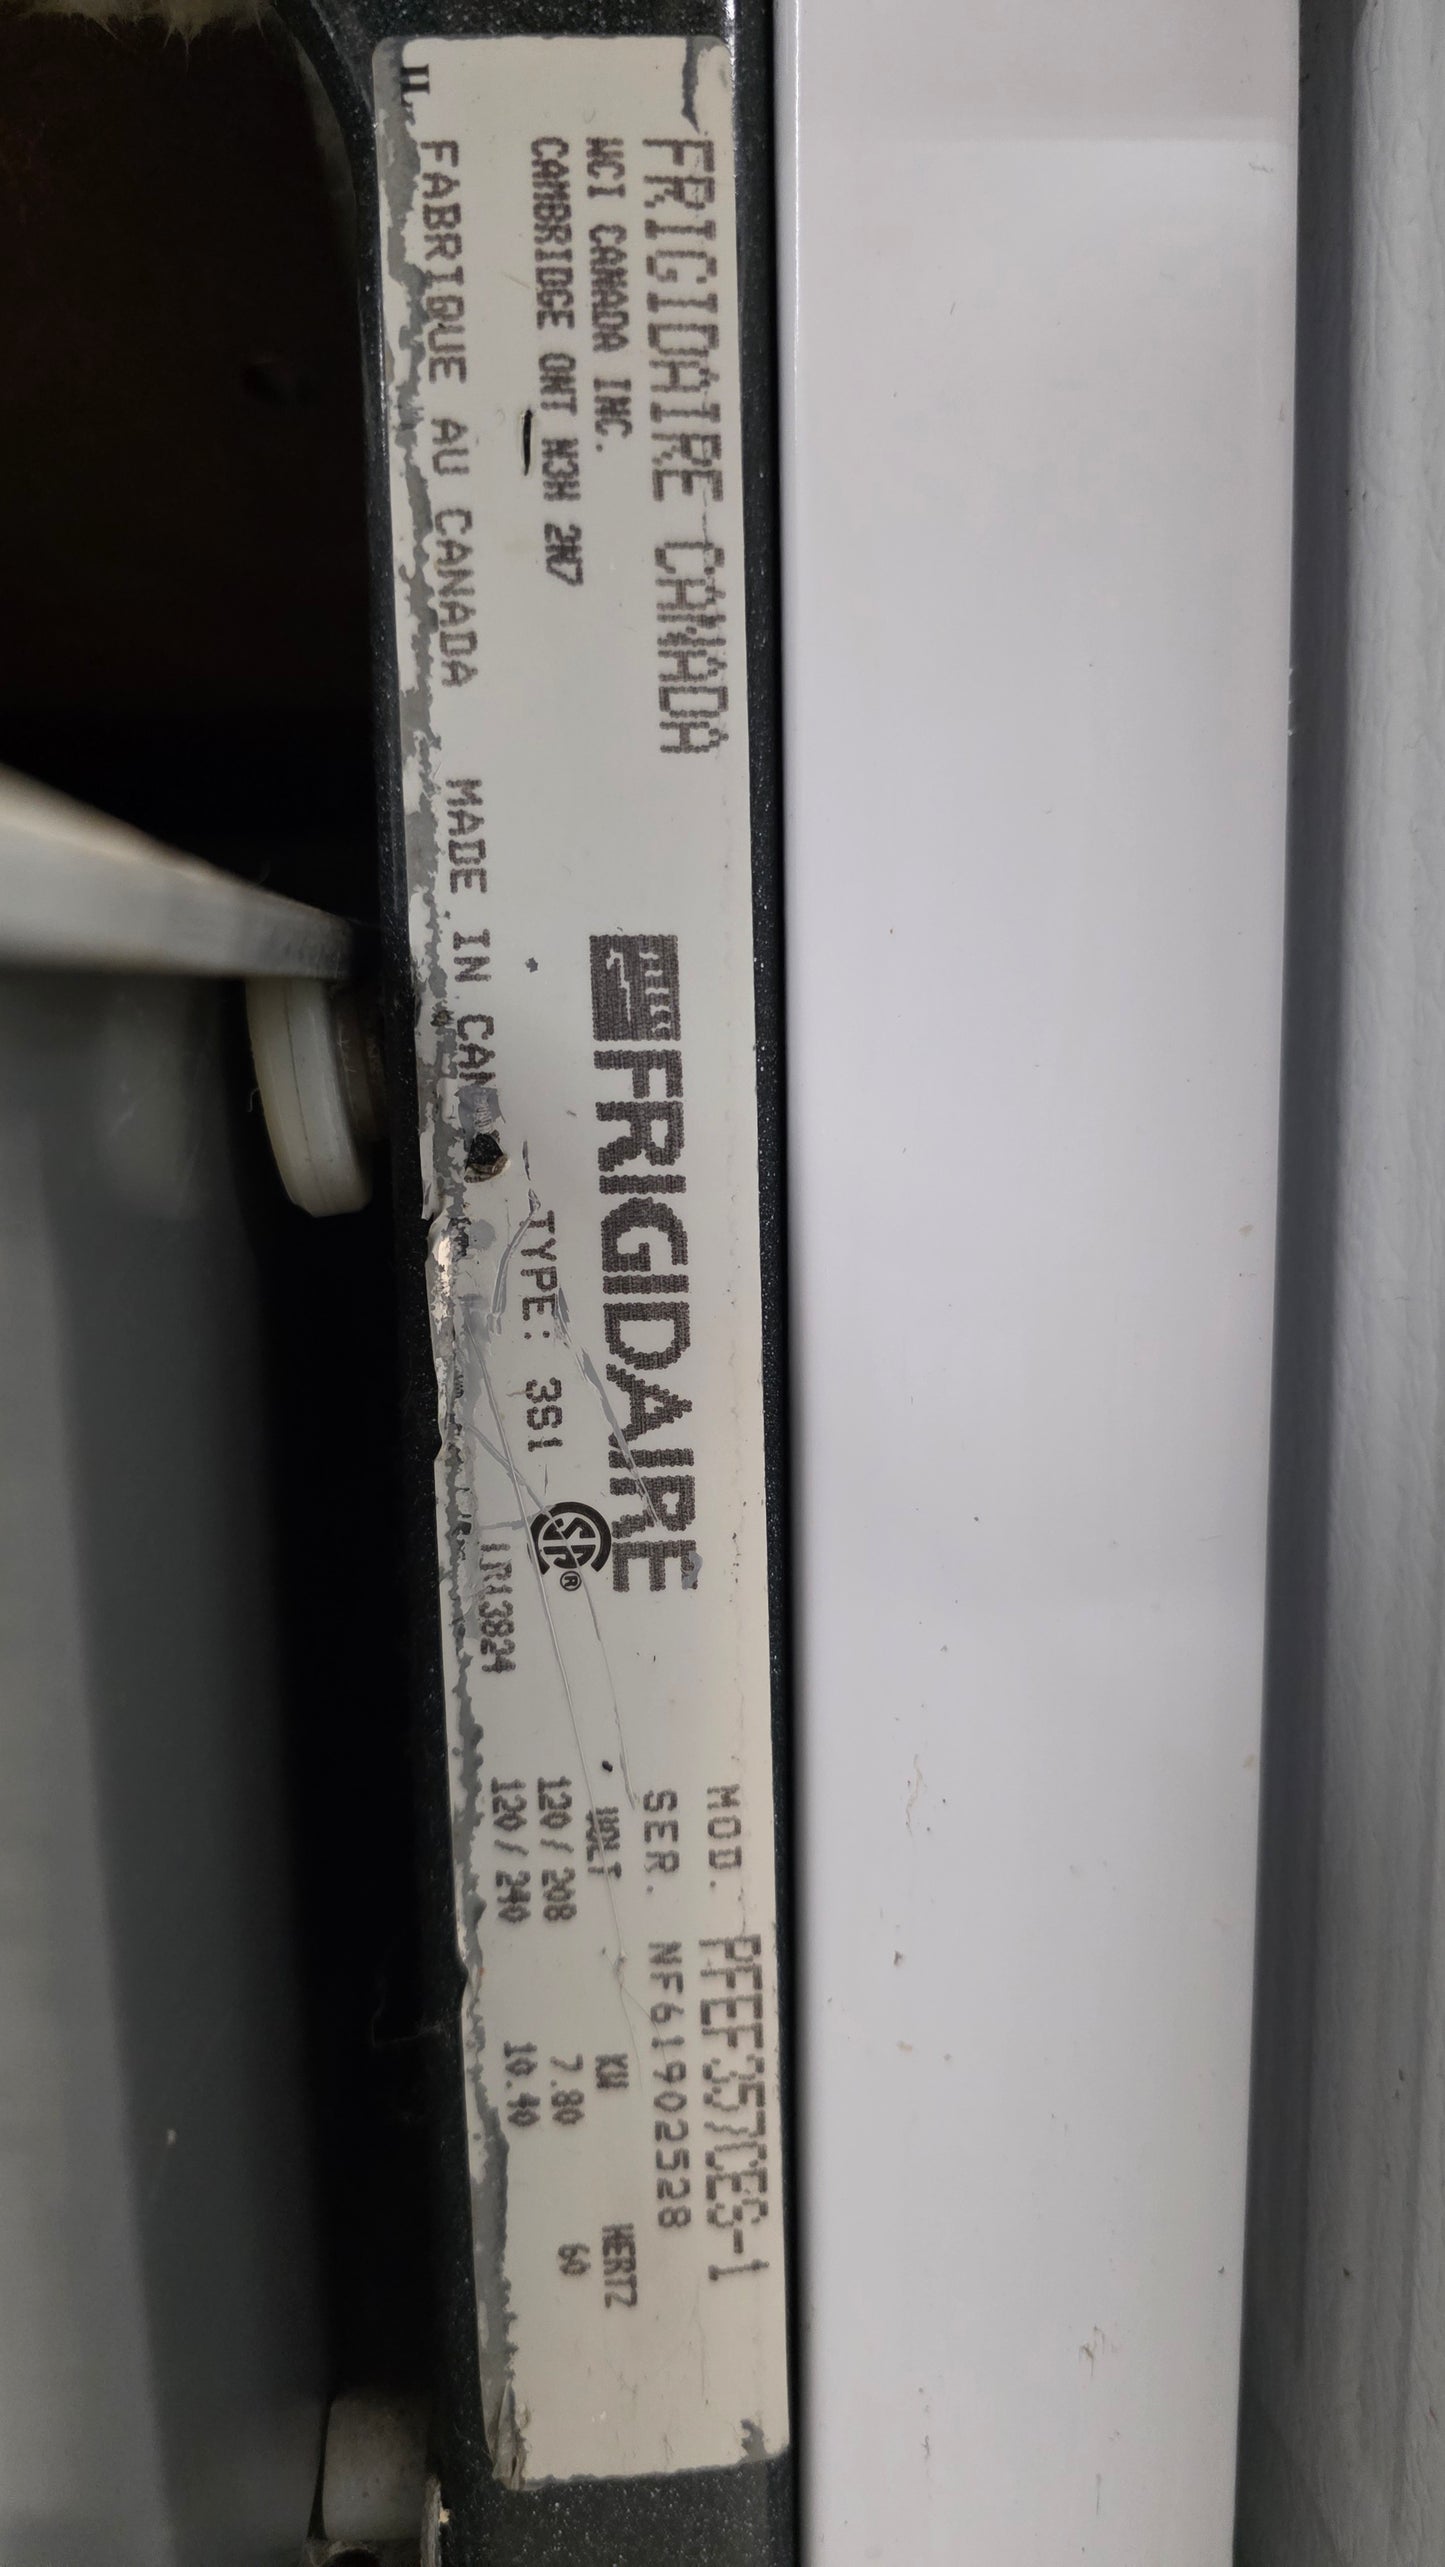 FRIGIDAIRE CANADA
WCI CANADA INC.
CAMBRIDGE ONT N3H 2N7
FABRIQUE AU CANADA MADE IN
FRIGIDAIRE
TYPE: 3S1
SA®
LR13824
MOD. PFEF357CES-1
SER. NF61902528
VOLT KW HERTZ
120/208 7.80 60
120/240 10.40